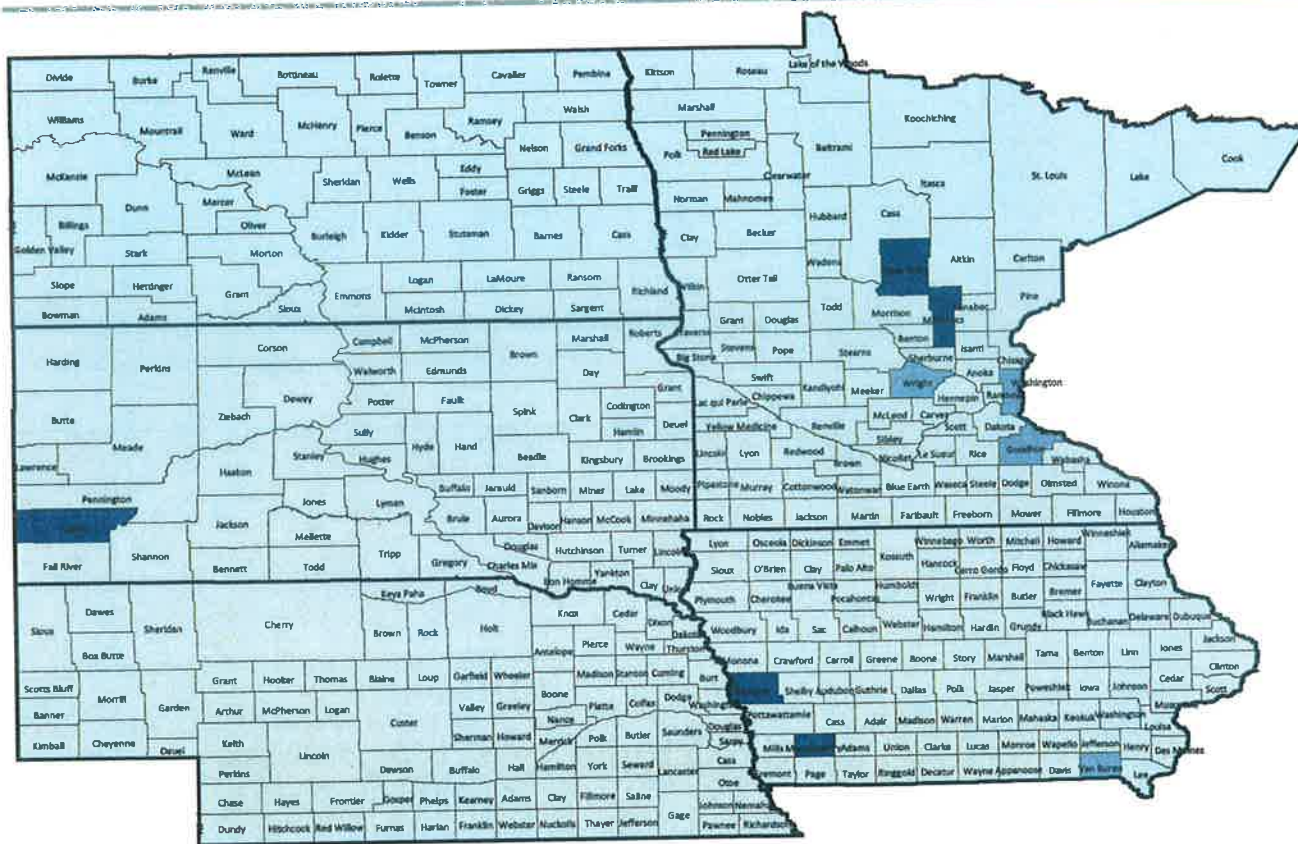 Divide Burke Renville Bottineau Rolette Towner Cavalier Pembina
Williams Mountrail Ward McHenry Pierce Benson Ramsey Walsh
McKenzie McLean Sheridan Wells Eddy Nelson Grand Forks
Foster Griggs Steele Traill
Dunn Mercer Oliver
Golden Valley Billings Stark Morton Burleigh Kidder Stutsman Barnes Cass
Slope Hettinger Grant Sioux Emmons Logan LaMoure Ransom Richland
Bowman Adams McIntosh Dickey Sargent
Kittson Roseau Lake of the Woods
Marshall Koochiching
Pennington Polk Red Lake Beltrami Clearwater Itasca St. Louis Lake Cook
Norman Mahnomen Hubbard Cass
Clay Becker Wadena Aitkin Carlton
Otter Tail Todd Morrison Pine
Grant Douglas Benton Isanti
Big Stone Stevens Pope Stearns Sherburne
Swift Kandiyohi Meeker Wright Anoka Washington
Lac qui Parle Chippewa Hennepin
Yellow Medicine Renville McLeod Carver Scott Dakota
Sibley
Lincoln Lyon Redwood Brown Nicollet Le Sueur Rice Wabasha
Pipestone Murray Cottonwood Watonwan Blue Earth Waseca Steele Dodge Olmsted Winona
Rock Nobles Jackson Martin Faribault Freeborn Mower Fillmore Houston
Harding Perkins Corson Campbell McPherson Brown Marshall Roberts
Walworth Edmunds Day
Butte Ziebach Dewey Potter Faulk Spink Clark Codington Grant
Meade Sully Hyde Hand Hamlin Deuel
Lawrence Haakon Stanley Hughes Beadle Kingsbury Brookings
Pennington Jones Lyman Buffalo Jerauld Sanborn Miner Lake Moody
Jackson Mellette Brule Aurora Davison Hanson McCook Minnehaha
Fall River Shannon Bennett Todd Tripp Gregory Charles Mix Douglas Hutchinson Turner Lincoln
Bon Homme Yankton Clay
Sioux Dawes Sheridan Cherry Keya Paha Boyd Knox Cedar Dixon
Box Butte Brown Rock Holt Antelope Pierce Wayne Thurston
Scotts Bluff Morrill Garden Grant Hooker Thomas Blaine Loup Garfield Wheeler Madison Stanton Cuming Burt
Banner Arthur McPherson Logan Custer Valley Greeley Boone Nance Platte Colfax Dodge Washington
Kimball Cheyenne Deuel Keith Lincoln Sherman Howard Merrick Polk Butler Saunders Douglas
Sarpy
Perkins Dawson Buffalo Hall Hamilton York Seward Lancaster Cass
Otoe
Chase Hayes Frontier Gosper Phelps Kearney Adams Clay Fillmore Saline Gage Johnson Nemaha
Dundy Hitchcock Red Willow Furnas Harlan Franklin Webster Nuckolls Thayer Jefferson Pawnee Richardson
Lyon Osceola Dickinson Emmet Kossuth Winnebago Worth Mitchell Howard Winneshiek
Sioux O'Brien Clay Palo Alto Hancock Cerro Gordo Floyd Chickasaw
Plymouth Cherokee Buena Vista Pocahontas Humboldt Wright Franklin Butler Bremer Fayette Clayton
Woodbury Ida Sac Calhoun Webster Hamilton Hardin Grundy Black Hawk Buchanan Delaware Dubuque
Monona Crawford Carroll Greene Boone Story Marshall Tama Benton Linn Jones Jackson
Clinton
Shelby Audubon Guthrie Dallas Polk Jasper Poweshiek Iowa Johnson Cedar Scott
Pottawattamie Cass Adair Madison Warren Marion Mahaska Keokuk Washington Louisa
Mills Adams Union Clarke Lucas Monroe Wapello Jefferson Henry Des Moines
Page Taylor Ringgold Decatur Wayne Appanoose Davis Van Buren Lee